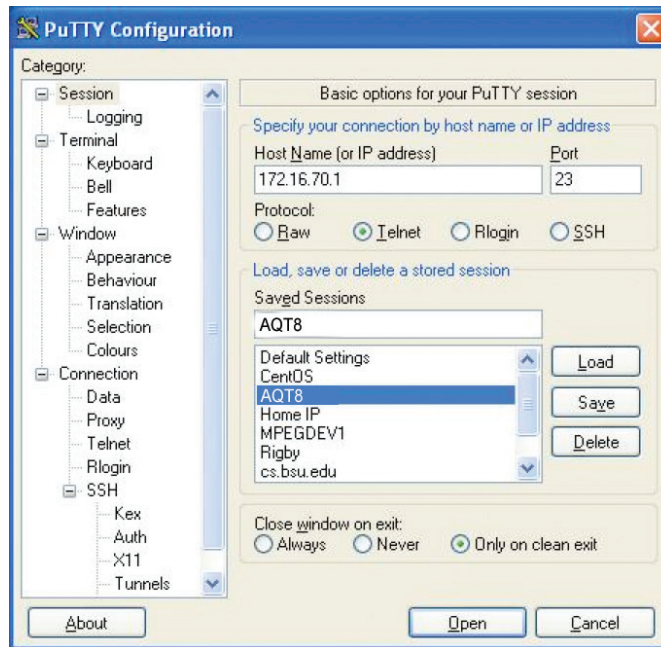 PuTTY Configuration
Category:
Session
Logging
Terminal
Keyboard
Bell
Features
Window
Appearance
Behaviour
Translation
Selection
Colours
Connection
Data
Proxy
Telnet
Rlogin
SSH
Kex
Auth
X11
Tunnels
Basic options for your PuTTY session
Specify your connection by host name or IP address
Host Name (or IP address) Port
172.16.70.1 23
Protocol:
Raw Telnet Rlogin SSH
Load, save or delete a stored session
Saved Sessions
AQT8
Default Settings
CentOS
AQT8
Home IP
MPEGDEV1
Rigby
cs.bsu.edu
Load
Save
Delete
Close window on exit:
Always Never Only on clean exit
About Open Cancel